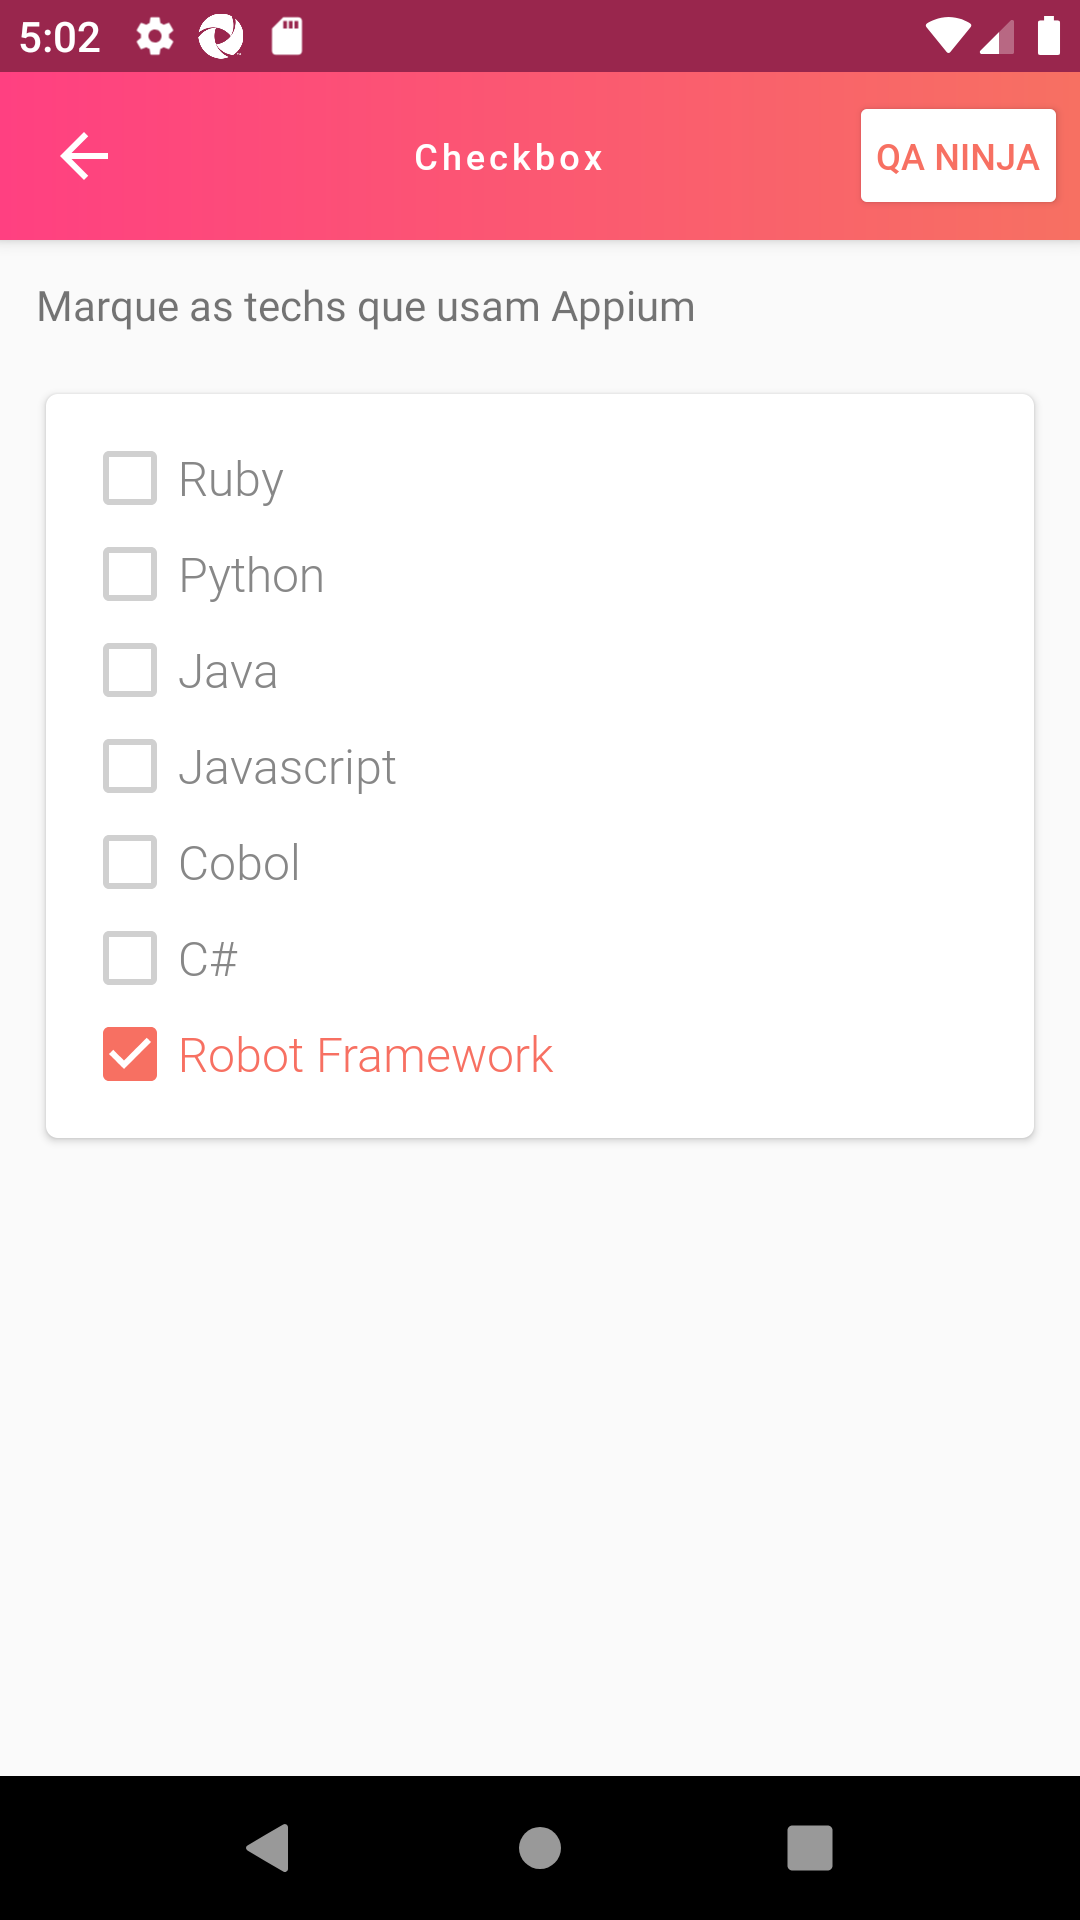 5:02
Checkbox
QA NINJA
Marque as techs que usam Appium
Ruby
Python
Java
Javascript
Cobol
C#
Robot Framework